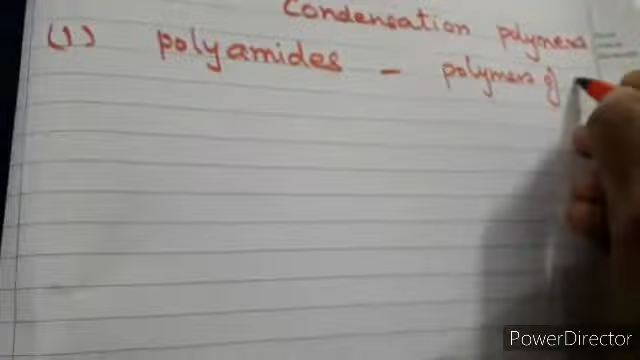 Condensation polymers
(1) polyamides - polymers of
PowerDirector